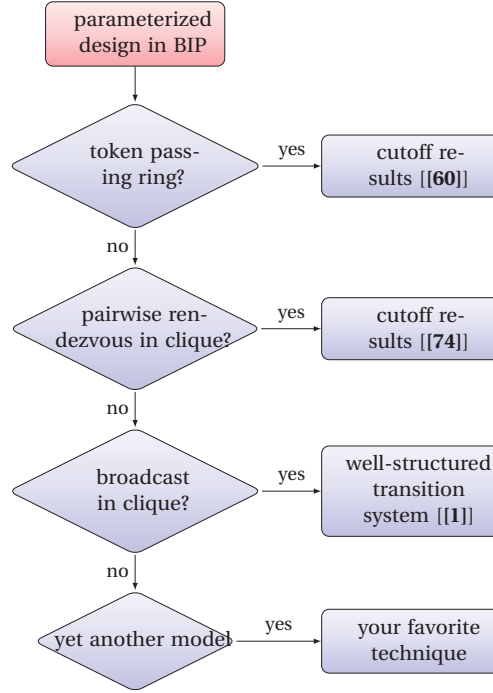 parameterized
design in BIP
token pass-
ing ring?
yes
cutoff re-
sults [[60]]
no
pairwise ren-
dezvous in clique?
yes
cutoff re-
sults [[74]]
no
broadcast
in clique?
yes
well-structured
transition
system [[1]]
no
yet another model
yes
your favorite
technique